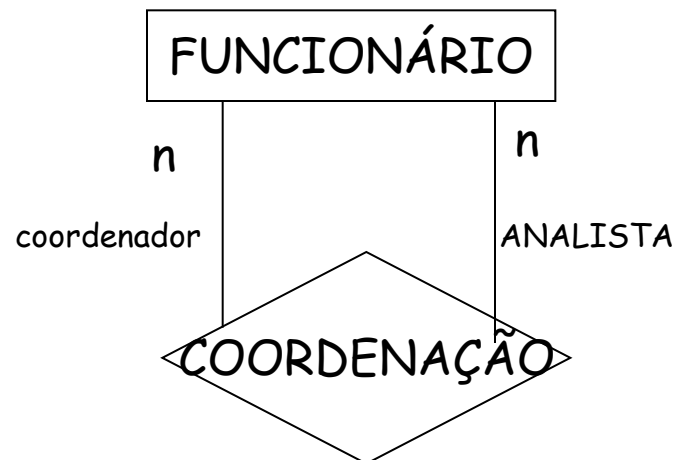 FUNCIONÁRIO
n
n
coordenador
ANALISTA
COORDENAÇÃO